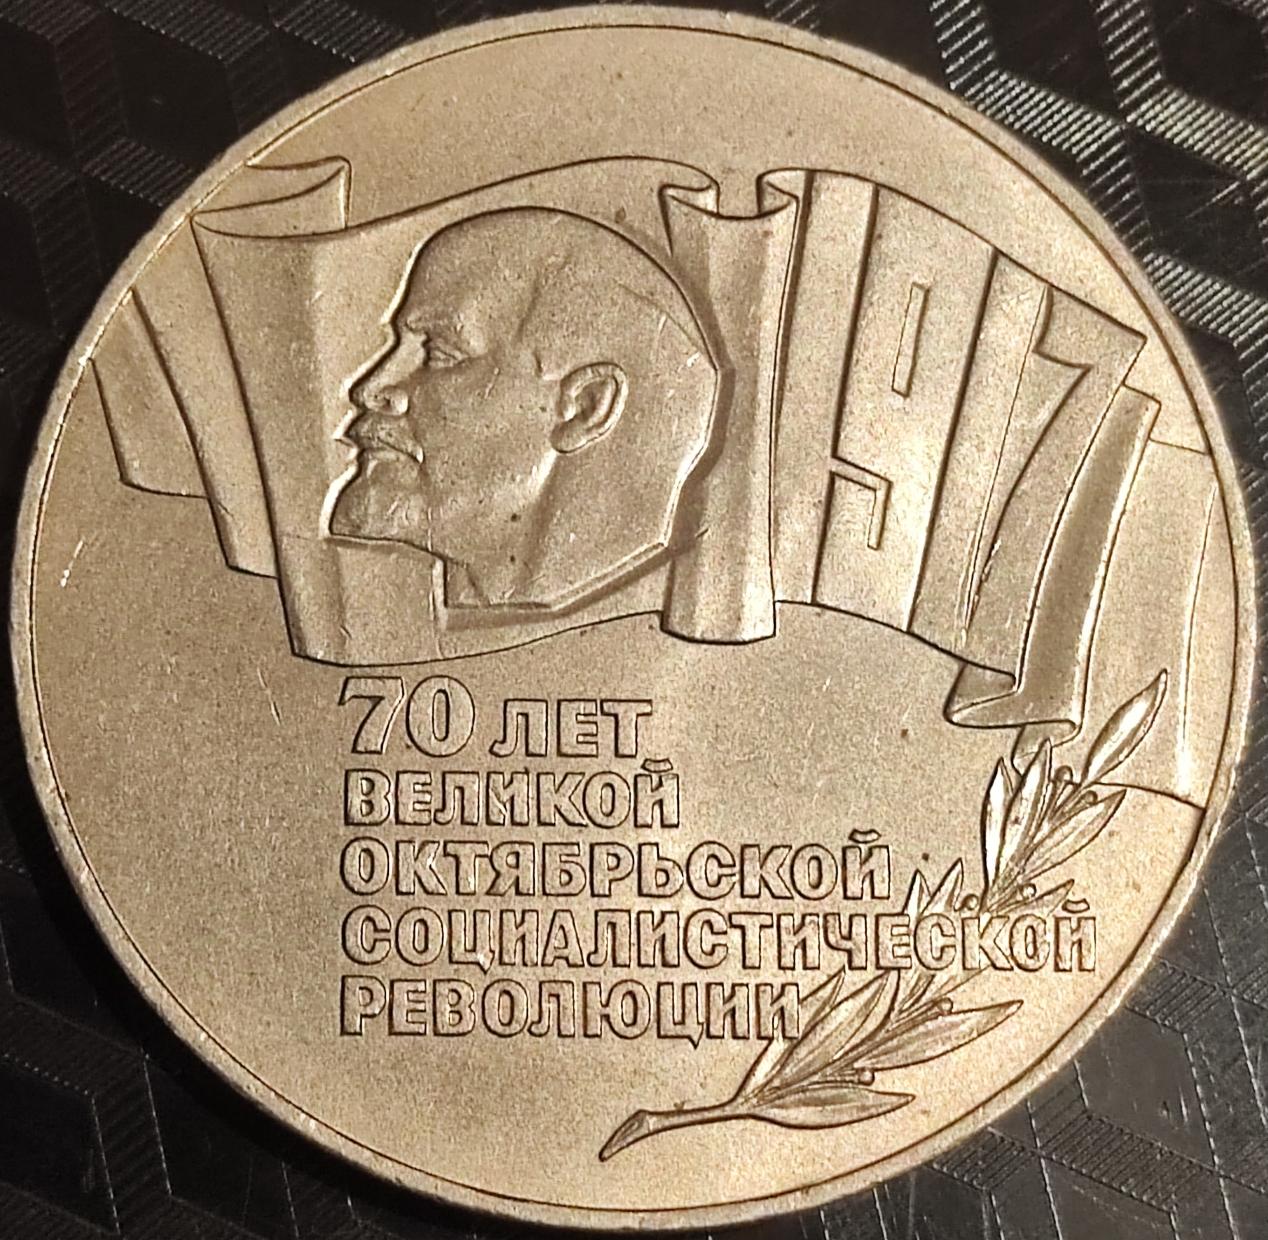 1917
70 ЛЕТ
ВЕЛИКОЙ
ОКТЯБРЬСКОЙ
СОЦИАЛИСТИЧЕСКОЙ
РЕВОЛЮЦИИ